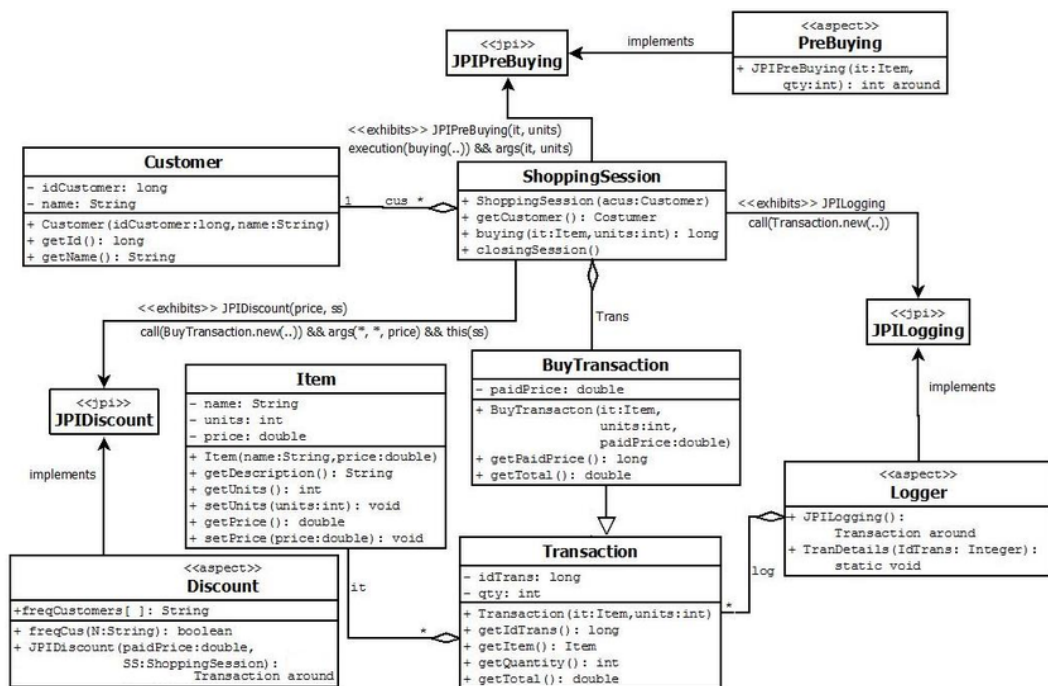 <<jpi>>
JPIPreBuying
implements
<<aspect>>
PreBuying
+ JPIPreBuying(it:Item,
qty:int): int around
<<exhibits>> JPIPreBuying(it, units)
execution(buying(..)) && args(it, units)
Customer
- idCustomer: long
- name: String
+ Customer(idCustomer:long,name:String)
+ getId(): long
+ getName(): String
1 cus *
ShoppingSession
+ ShoppingSession(acus:Customer)
+ getCustomer(): Costumer
+ buying(it:Item,units:int): long
+ closingSession()
<<exhibits>> JPILogging
call(Transaction.new(..))
<<exhibits>> JPIDiscount(price, ss)
call(BuyTransaction.new(..)) && args(*, *, price) && this(ss)
Trans
<<jpi>>
JPILogging
<<jpi>>
JPIDiscount
Item
- name: String
- units: int
- price: double
+ Item(name:String,price:double)
+ getDescription(): String
+ getUnits(): int
+ setUnits(units:int): void
+ getPrice(): double
+ setPrice(price:double): void
BuyTransaction
- paidPrice: double
+ BuyTransacton(it:Item,
units:int,
paidPrice:double)
+ getPaidPrice(): long
+ getTotal(): double
implements
implements
<<aspect>>
Logger
+ JPILogging():
Transaction around
+ TranDetails(IdTrans: Integer):
static void
<<aspect>>
Discount
+freqCustomers[ ]: String
+ freqCus(N:String): boolean
+ JPIDiscount(paidPrice:double,
SS:ShoppingSession):
Transaction around
it
*
Transaction
- idTrans: long
- qty: int
+ Transaction(it:Item,units:int)
+ getIdTrans(): long
+ getItem(): Item
+ getQuantity(): int
+ getTotal(): double
log
*